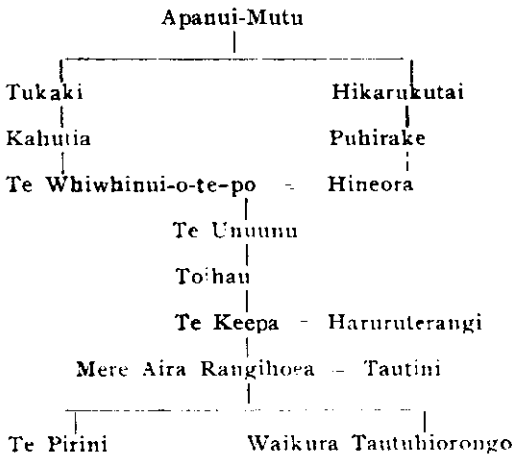 Apanui-Mutu
Tukaki Hikarukutai
Kahutia Puhirake
Te Whiwhinui-o-te-po - Hineora
Te Unuunu
Toihau
Te Keepa - Haruruterangi
Mere Aira Rangihoea - Tautini
Te Pirini Waikura Tautuhiorongo